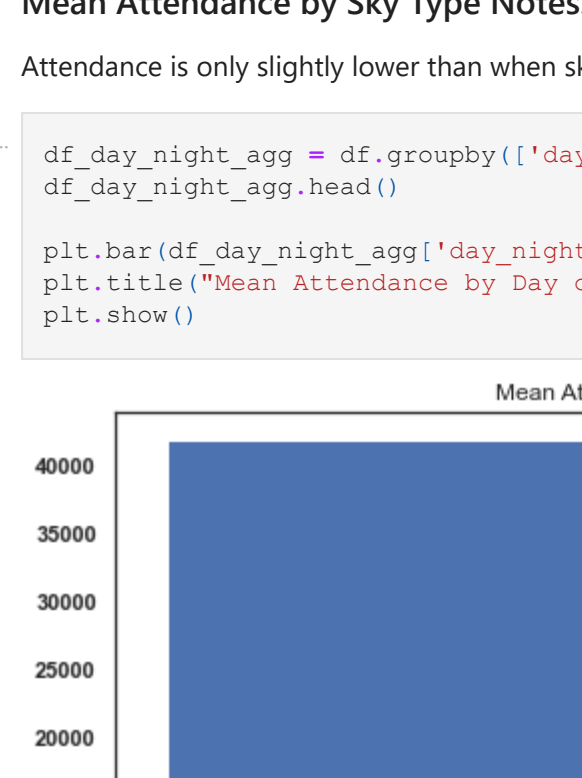 Mean Attendance by Sky Type Notes
Attendance is only slightly lower than when sk
df_day_night_agg = df.groupby(['day
df_day_night_agg.head()
plt.bar(df_day_night_agg['day_night
plt.title("Mean Attendance by Day o
plt.show()
Mean At
40000
35000
30000
25000
20000